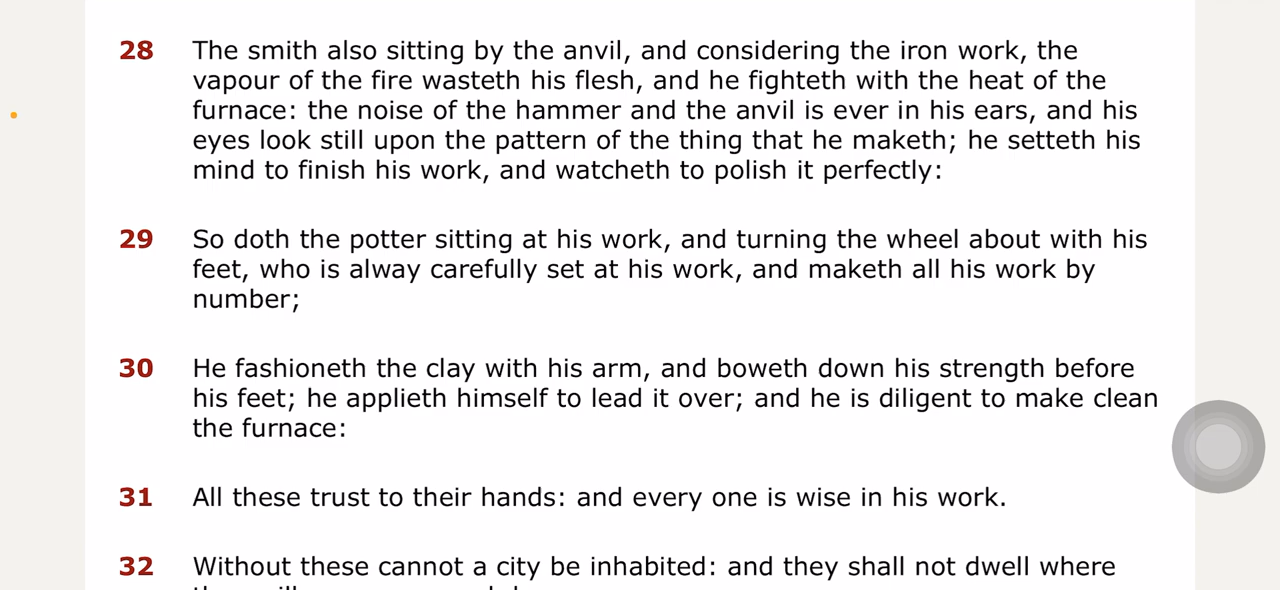 28 The smith also sitting by the anvil, and considering the iron work, the
vapour of the fire wasteth his flesh, and he fighteth with the heat of the
furnace: the noise of the hammer and the anvil is ever in his ears, and his
eyes look still upon the pattern of the thing that he maketh; he setteth his
mind to finish his work, and watcheth to polish it perfectly:
29 So doth the potter sitting at his work, and turning the wheel about with his
feet, who is alway carefully set at his work, and maketh all his work by
number;
30 He fashioneth the clay with his arm, and boweth down his strength before
his feet; he applieth himself to lead it over; and he is diligent to make clean
the furnace:
31 All these trust to their hands: and every one is wise in his work.
32 Without these cannot a city be inhabited: and they shall not dwell where